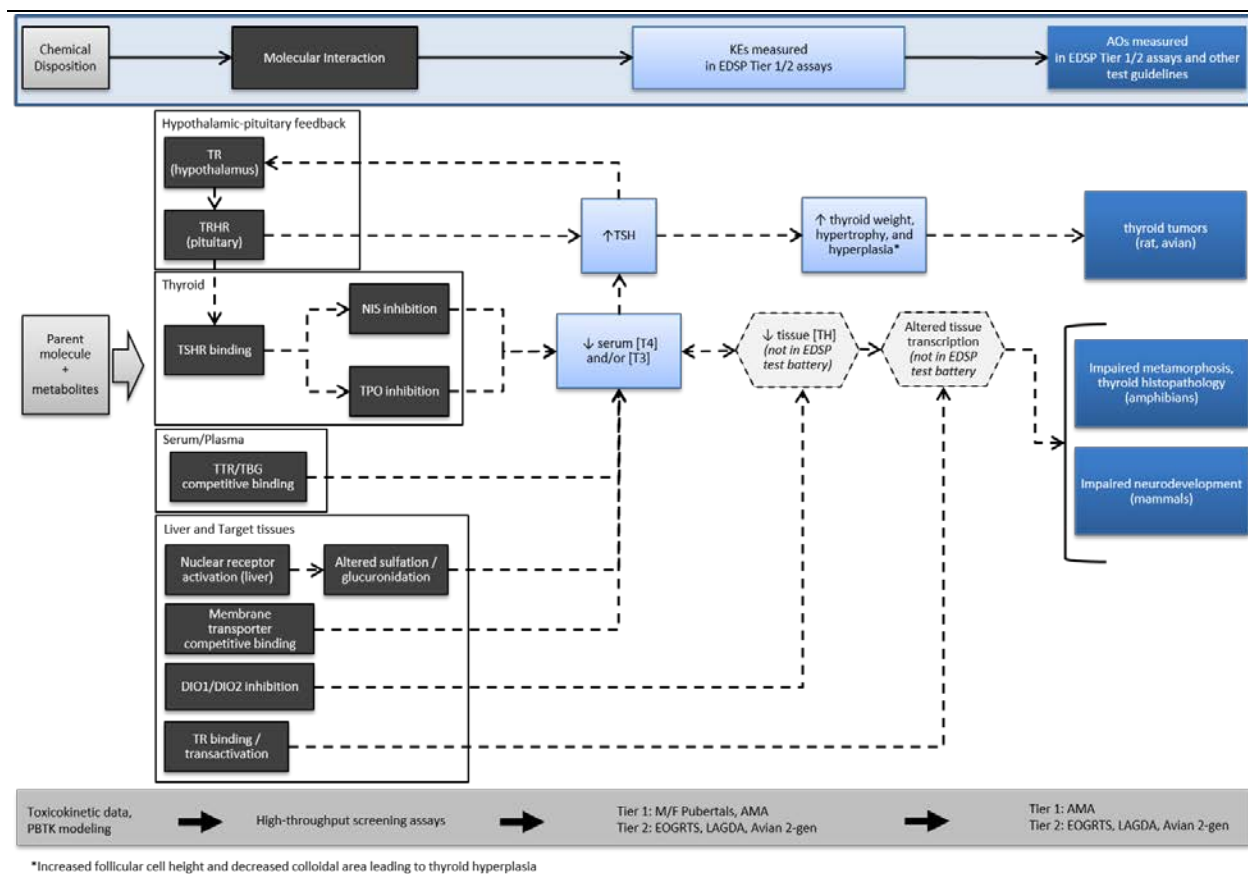 Chemical
Disposition
Molecular Interaction
KEs measured
in EDSP Tier 1/2 assays
AOs measured
in EDSP Tier 1/2 assays and other
test guidelines
Hypothalamic-pituitary feedback
TR
(hypothalamus)
TRHR
(pituitary)
↑TSH
↑ thyroid weight,
hypertrophy, and
hyperplasia*
thyroid tumors
(rat, avian)
Thyroid
NIS inhibition
TSHR binding
TPO inhibition
Parent
molecule
+
metabolites
↓ serum [T4]
and/or [T3]
↓ tissue [TH]
(not in EDSP
test battery)
Altered tissue
transcription
(not in EDSP
test battery
Impaired metamorphosis,
thyroid histopathology
(amphibians)
Impaired neurodevelopment
(mammals)
Serum/Plasma
TTR/TBG
competitive binding
Liver and Target tissues
Nuclear receptor
activation (liver)
Altered sulfation /
glucuronidation
Membrane
transporter
competitive binding
DIO1/DIO2 inhibition
TR binding /
transactivation
Toxicokinetic data,
PBTK modeling
High-throughput screening assays
Tier 1: M/F Pubertals, AMA
Tier 2: EOGRTS, LAGDA, Avian 2-gen
Tier 1: AMA
Tier 2: EOGRTS, LAGDA, Avian 2-gen
*Increased follicular cell height and decreased colloidal area leading to thyroid hyperplasia